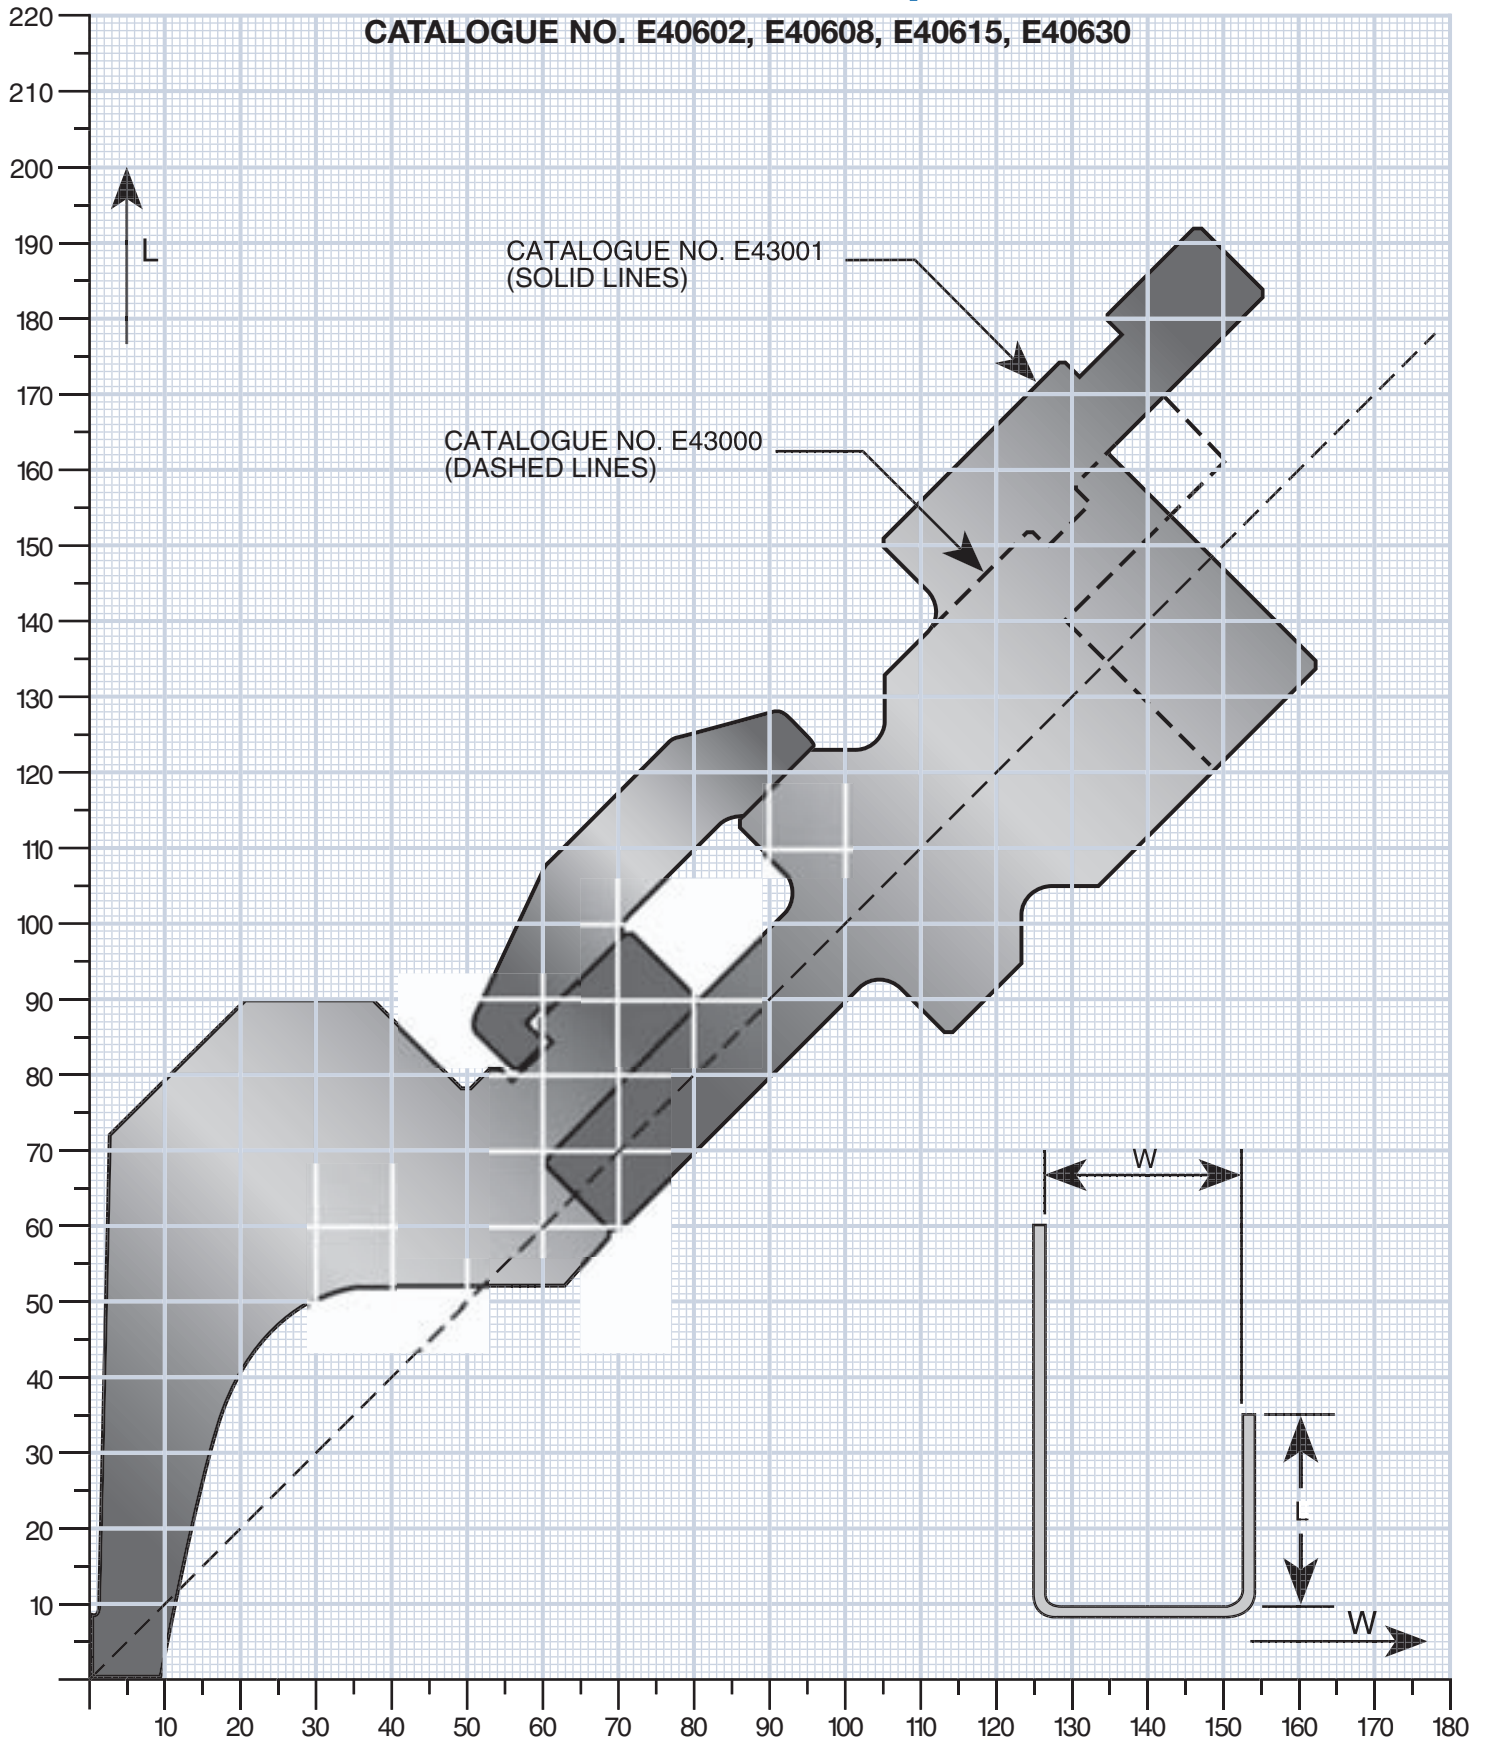 CATALOGUE NO. E40602, E40608, E40615, E40630
220
210
200
190
180
170
160
150
140
130
120
110
100
90
80
70
60
50
40
30
20
10
L
CATALOGUE NO. E43001
(SOLID LINES)
CATALOGUE NO. E43000
(DASHED LINES)
W
L
W
10 20 30 40 50 60 70 80 90 100 110 120 130 140 150 160 170 180